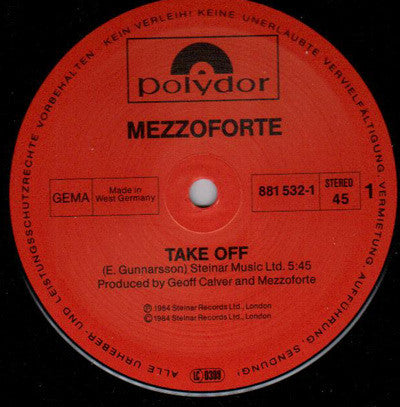 KEIN VERLEIH! KEINE UNERLAUBTE VERVIELFÄLTIGUNG, VERMIETUNG, AUFFÜHRUNG, SENDUNG!
ALLE URHEBER- UND LEISTUNGSSCHUTZRECHTE VORBEHALTEN
polydor
MEZZOFORTE
GEMA
Made in
West Germany
881 532-1
STEREO
45
1
TAKE OFF
(E. Gunnarsson) Steinar Music Ltd. 5:45
Produced by Geoff Calver and Mezzoforte
Ⓟ 1984 Steinar Records Ltd., London
© 1984 Steinar Records Ltd., London
LC 0309